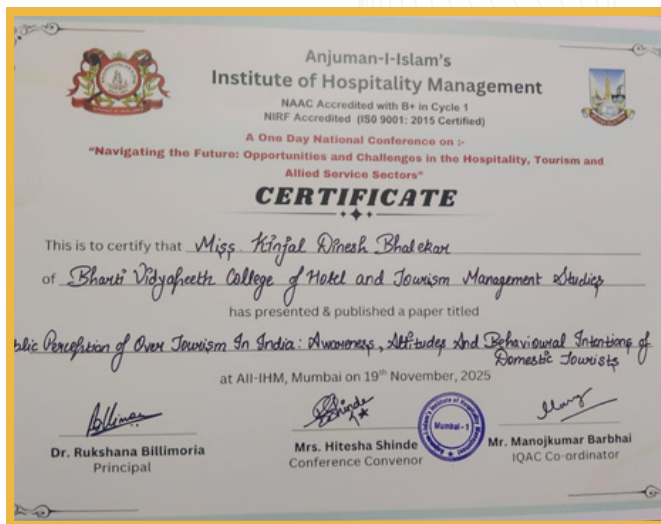 Anjuman-I-Islam's
Institute of Hospitality Management
NAAC Accredited with B+ in Cycle 1
NIRF Accredited (ISO 9001: 2015 Certified)
A One Day National Conference on :-
"Navigating the Future: Opportunities and Challenges in the Hospitality, Tourism and
Allied Service Sectors"
CERTIFICATE
This is to certify that Miss. Kinjal Dinesh Bhalekar
of Bharti Vidyapeeth College of Hotel and Tourism Management Studies
has presented & published a paper titled
blic Perception of Over Tourism In India: Awareness, Attitudes And Behavioural Intentions of
Domestic Tourists
at AII-IHM, Mumbai on 19th November, 2025
Shinde
Mumbai - 1
Dr. Rukshana Billimoria
Principal
Mrs. Hitesha Shinde
Conference Convenor
Mr. Manojkumar Barbhai
IQAC Co-ordinator